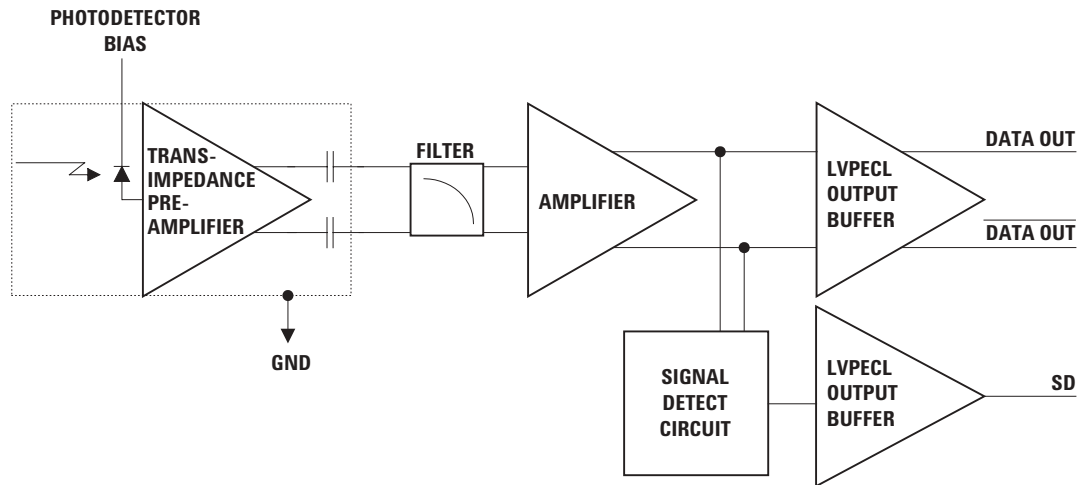 PHOTODETECTOR
BIAS
TRANS-
IMPEDANCE
PRE-
AMPLIFIER
FILTER
GND
AMPLIFIER
LVPECL
OUTPUT
BUFFER
DATA OUT
DATA OUT
SIGNAL
DETECT
CIRCUIT
LVPECL
OUTPUT
BUFFER
SD